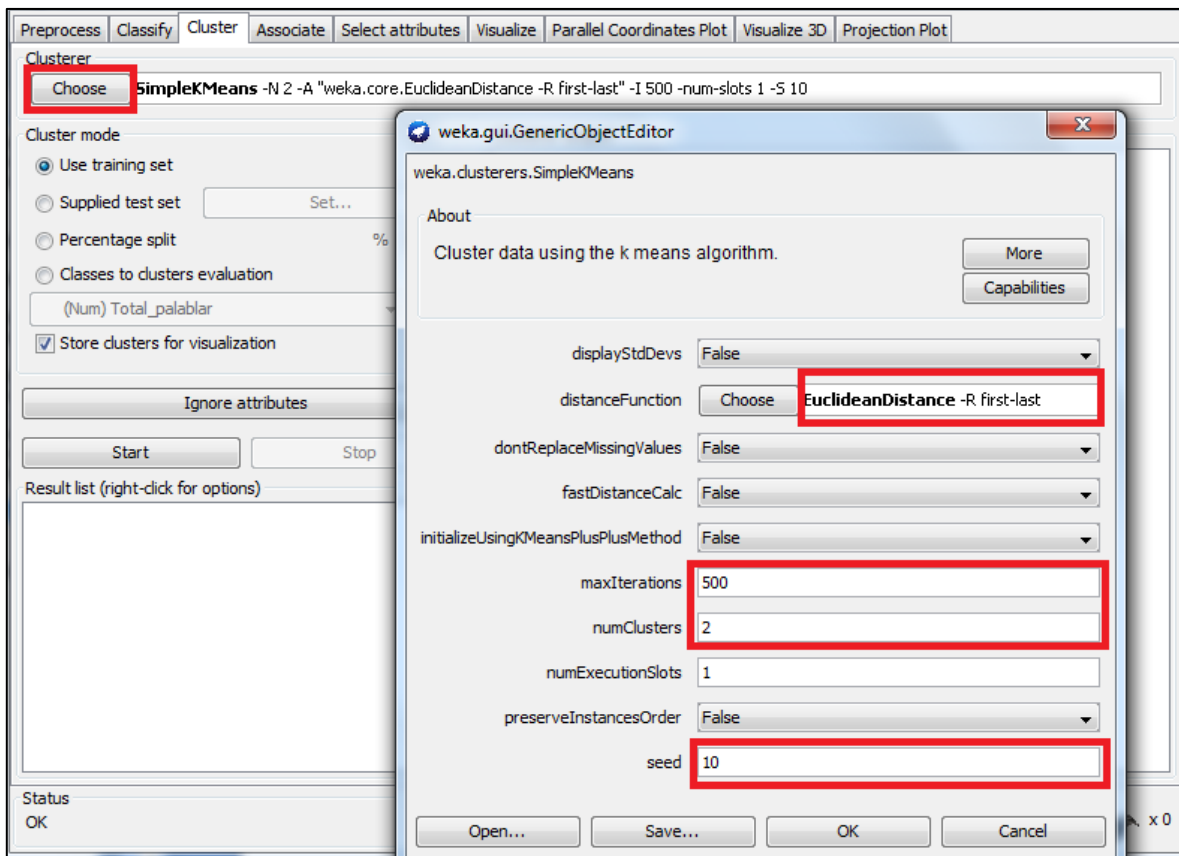 Preprocess Classify Cluster Associate Select attributes Visualize Parallel Coordinates Plot Visualize 3D Projection Plot
Clusterer
Choose SimpleKMeans -N 2 -A "weka.core.EuclideanDistance -R first-last" -I 500 -num-slots 1 -S 10
Cluster mode
Use training set
Supplied test set Set...
Percentage split %
Classes to clusters evaluation
(Num) Total_palablar
Store clusters for visualization
Ignore attributes
Start Stop
Result list (right-click for options)
Status
OK
weka.gui.GenericObjectEditor
weka.clusterers.SimpleKMeans
About
Cluster data using the k means algorithm.
More
Capabilities
displayStdDevs False
distanceFunction Choose EuclideanDistance -R first-last
dontReplaceMissingValues False
fastDistanceCalc False
initializeUsingKMeansPlusPlusMethod False
maxIterations 500
numClusters 2
numExecutionSlots 1
preserveInstancesOrder False
seed 10
Open... Save... OK Cancel
x 0